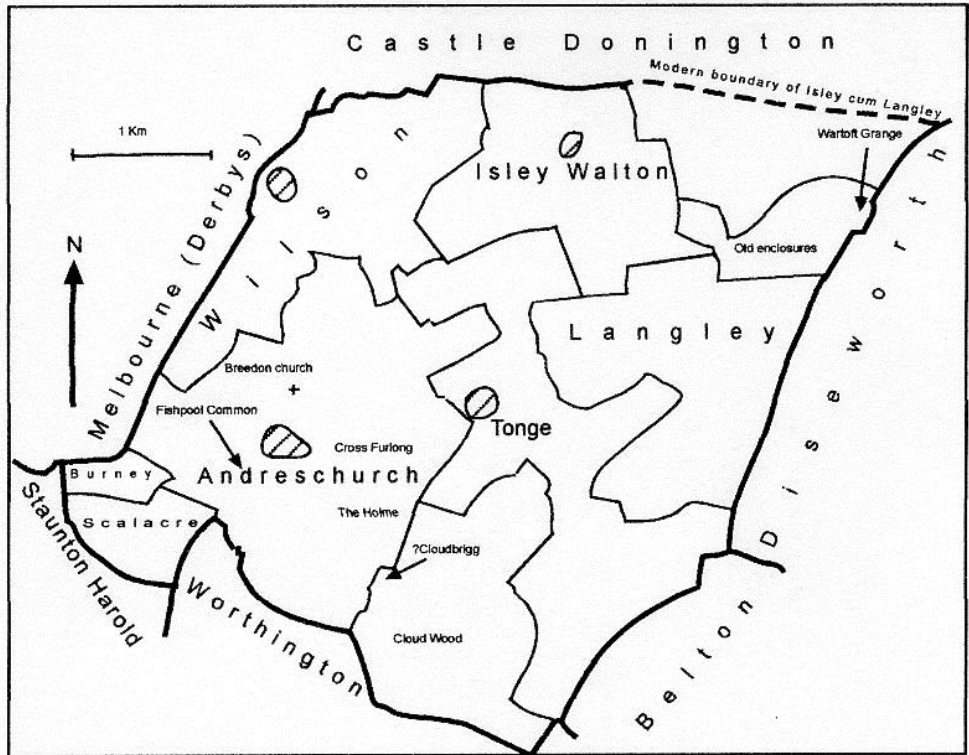 Castle Donington
Modern boundary of Isley cum Langley
1 Km
Wartoft Grange
Isley Walton
Wilson
Melbourne (Derbys)
N
Old enclosures
Diseworth
Langley
Breedon church
Fishpool Common
Tonge
Cross Furlong
Andreschurch
Burney
Scalacre
The Holme
?Cloudbrigg
Staunton Harold
Worthington
Cloud Wood
Belton